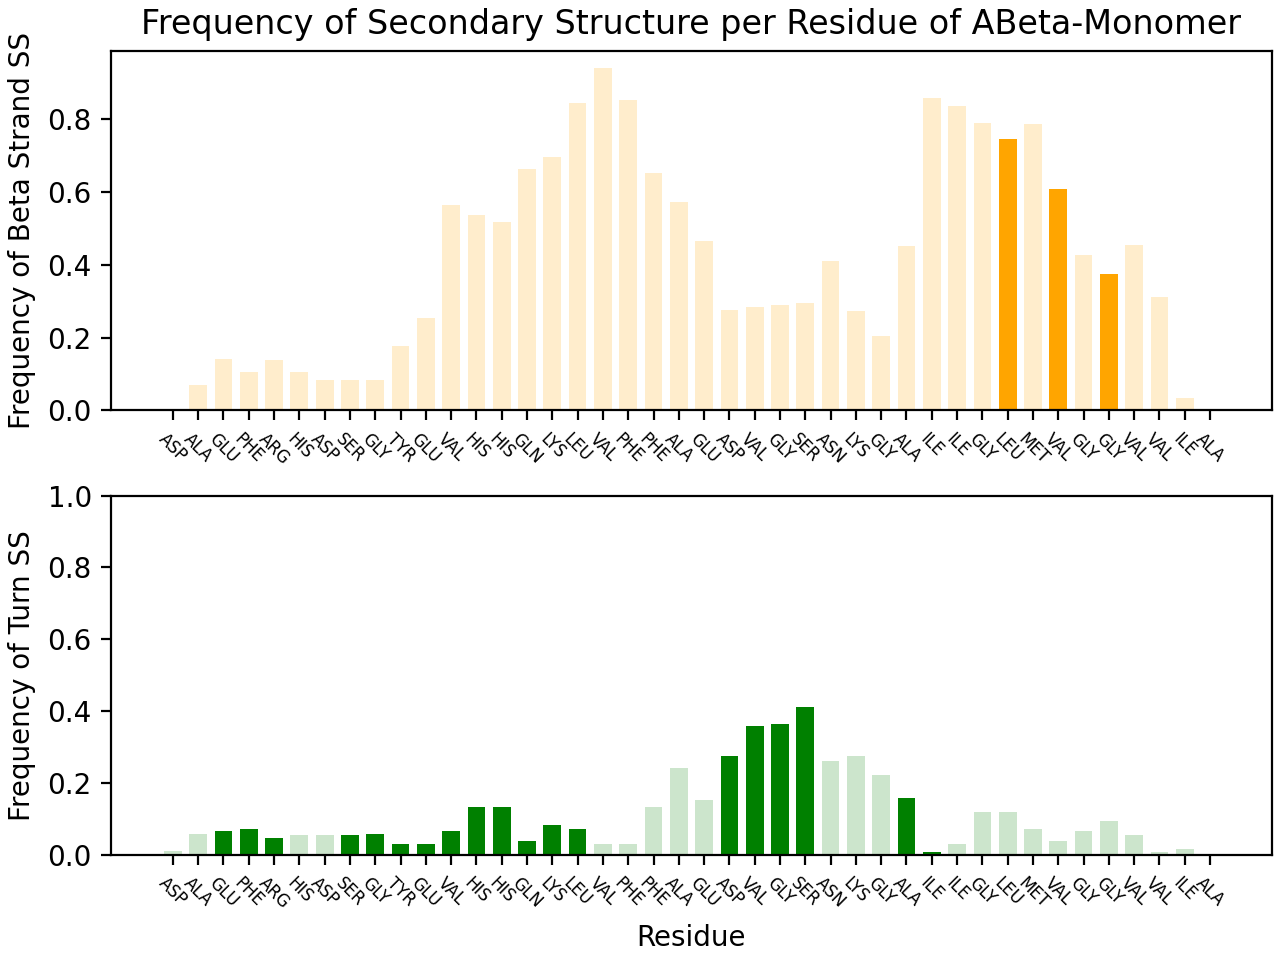 Frequency of Secondary Structure per Residue of ABeta-Monomer
Frequency of Beta Strand SS
0.8
0.6
0.4
0.2
0.0
ASP ALA GLU PHE ARG HIS ASP SER GLY TYR GLU VAL HIS HIS GLN LYS LEU VAL PHE PHE ALA GLU ASP VAL GLY SER ASN LYS GLY ALA ILE ILE GLY LEU MET VAL GLY GLY VAL VAL ILE ALA
Frequency of Turn SS
1.0
0.8
0.6
0.4
0.2
0.0
ASP ALA GLU PHE ARG HIS ASP SER GLY TYR GLU VAL HIS HIS GLN LYS LEU VAL PHE PHE ALA GLU ASP VAL GLY SER ASN LYS GLY ALA ILE ILE GLY LEU MET VAL GLY GLY VAL VAL ILE ALA
Residue